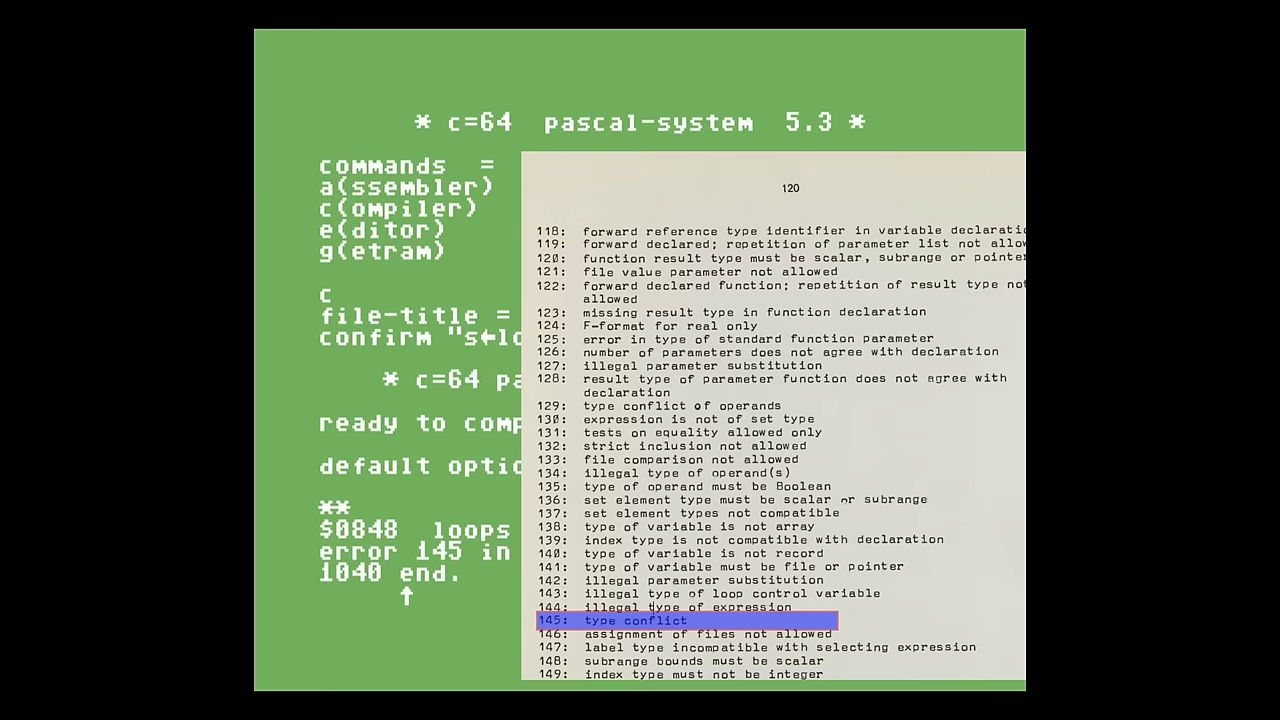 * c=64 pascal-system 5.3 *
commands =
a(ssembler)
c(ompiler)
e(ditor)
g(etram)
c
file-title =
confirm "s←lo
* c=64 pa
ready to comp
default optio
**
$0848 loops
error 145 in
1040 end.
↑
120
118: forward reference type identifier in variable declaratio
119: forward declared; repetition of parameter list not allow
120: function result type must be scalar, subrange or pointer
121: file value parameter not allowed
122: forward declared function; repetition of result type not
allowed
123: missing result type in function declaration
124: F-format for real only
125: error in type of standard function parameter
126: number of parameters does not agree with declaration
127: illegal parameter substitution
128: result type of parameter function does not agree with
declaration
129: type conflict of operands
130: expression is not of set type
131: tests on equality allowed only
132: strict inclusion not allowed
133: file comparison not allowed
134: illegal type of operand(s)
135: type of operand must be Boolean
136: set element type must be scalar or subrange
137: set element types not compatible
138: type of variable is not array
139: index type is not compatible with declaration
140: type of variable is not record
141: type of variable must be file or pointer
142: illegal parameter substitution
143: illegal type of loop control variable
144: illegal type of expression
145: type conflict
146: assignment of files not allowed
147: label type incompatible with selecting expression
148: subrange bounds must be scalar
149: index type must not be integer